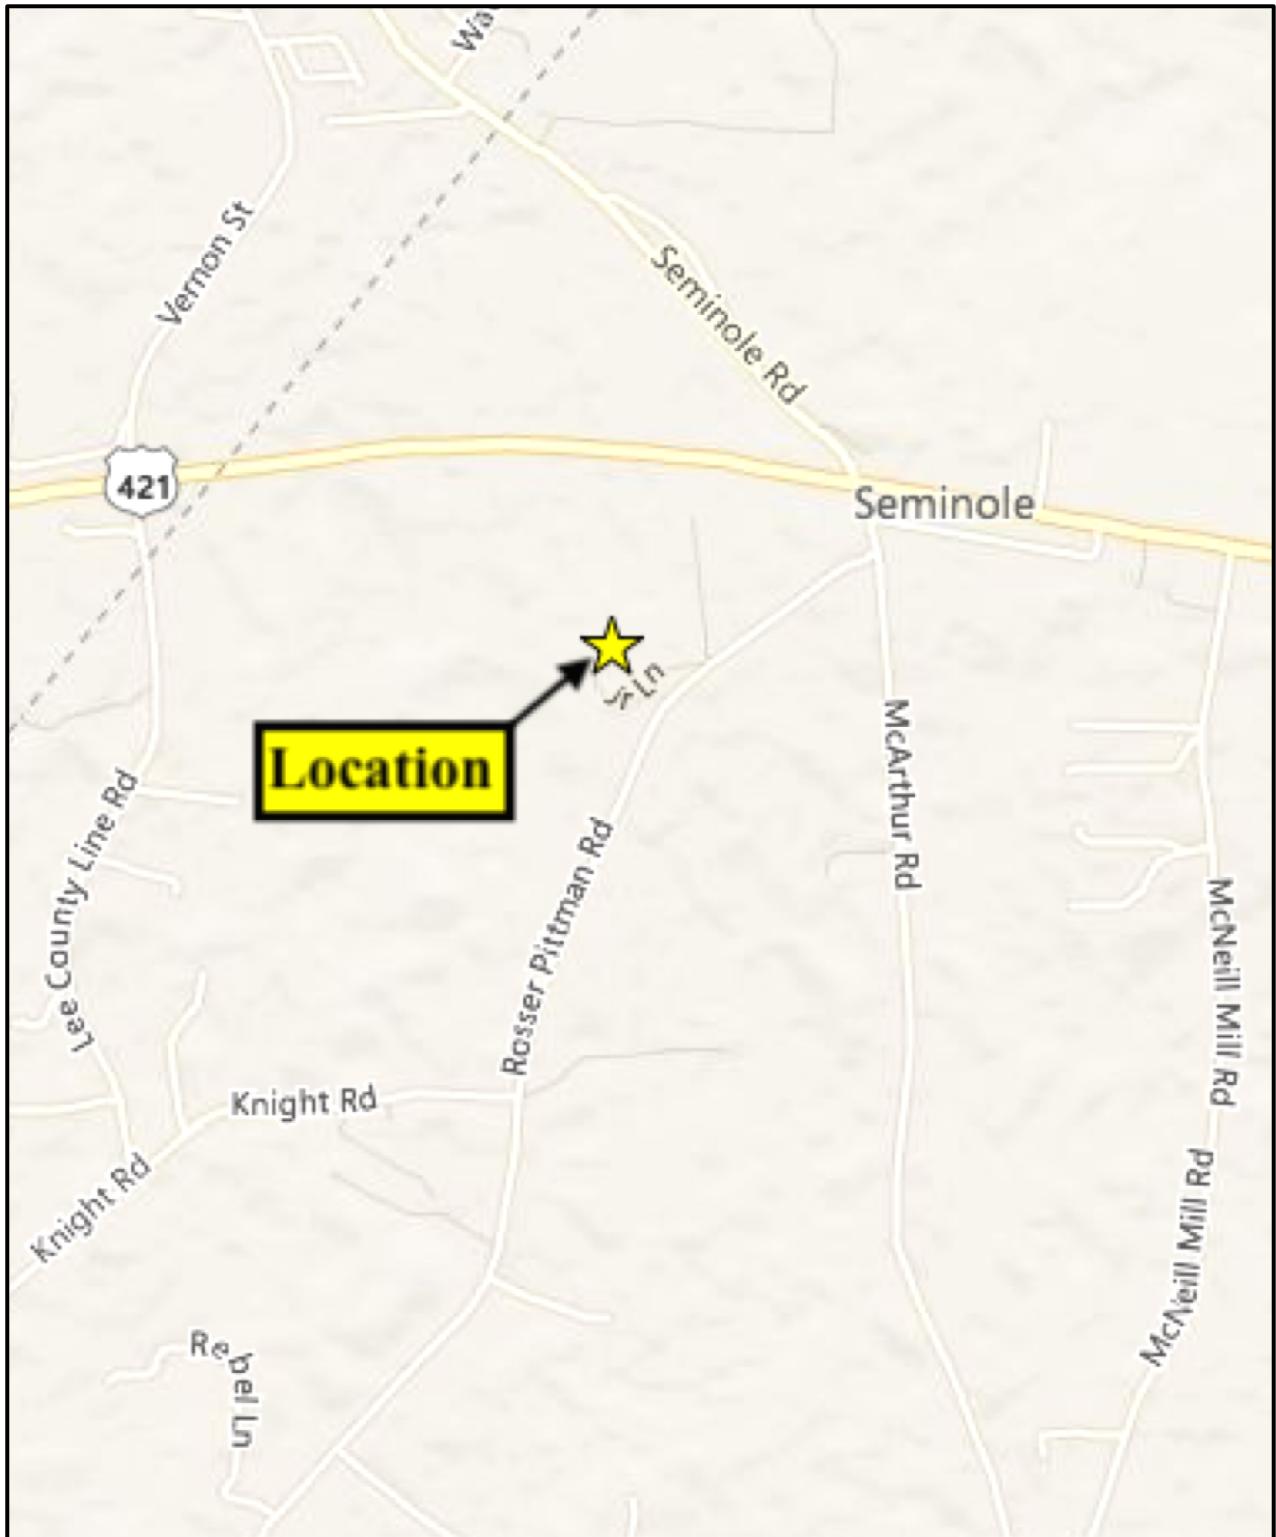 Vernon St
Seminole Rd
421
Seminole
Ln
Location
McArthur Rd
Lee County Line Rd
Rosser Pittman Rd
McNeill Mill Rd
Knight Rd
Knight Rd
McNeill Mill Rd
Rebel Ln